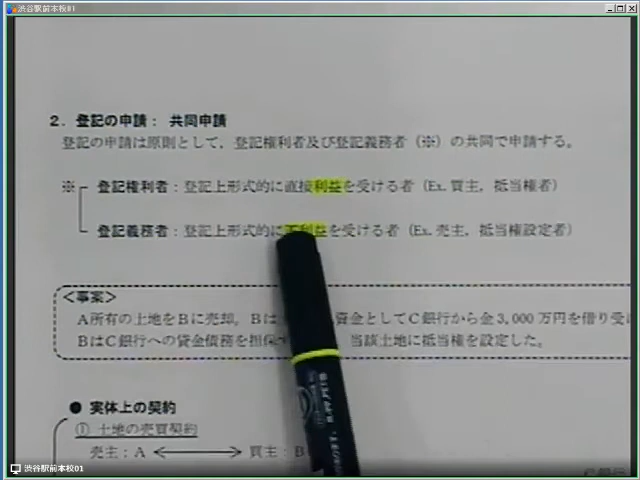 渋谷駅前本校01
2. 登記の申請： 共同申請
登記の申請は原則として，登記権利者及び登記義務者（※）の共同で申請する。
※ 登記権利者：登記上形式的に直接利益を受ける者（Ex. 買主，抵当権者）
登記義務者：登記上形式的に不利益を受ける者（Ex. 売主，抵当権設定者）
＜事案＞
A所有の土地をBに売却。Bは 資金としてC銀行から金3,000万円を借り受け
BはC銀行への貸金債務を担保 当該土地に抵当権を設定した。
● 実体上の契約
① 土地の売買契約
売主：A ⟷ 買主：B
渋谷駅前本校01
C銀行